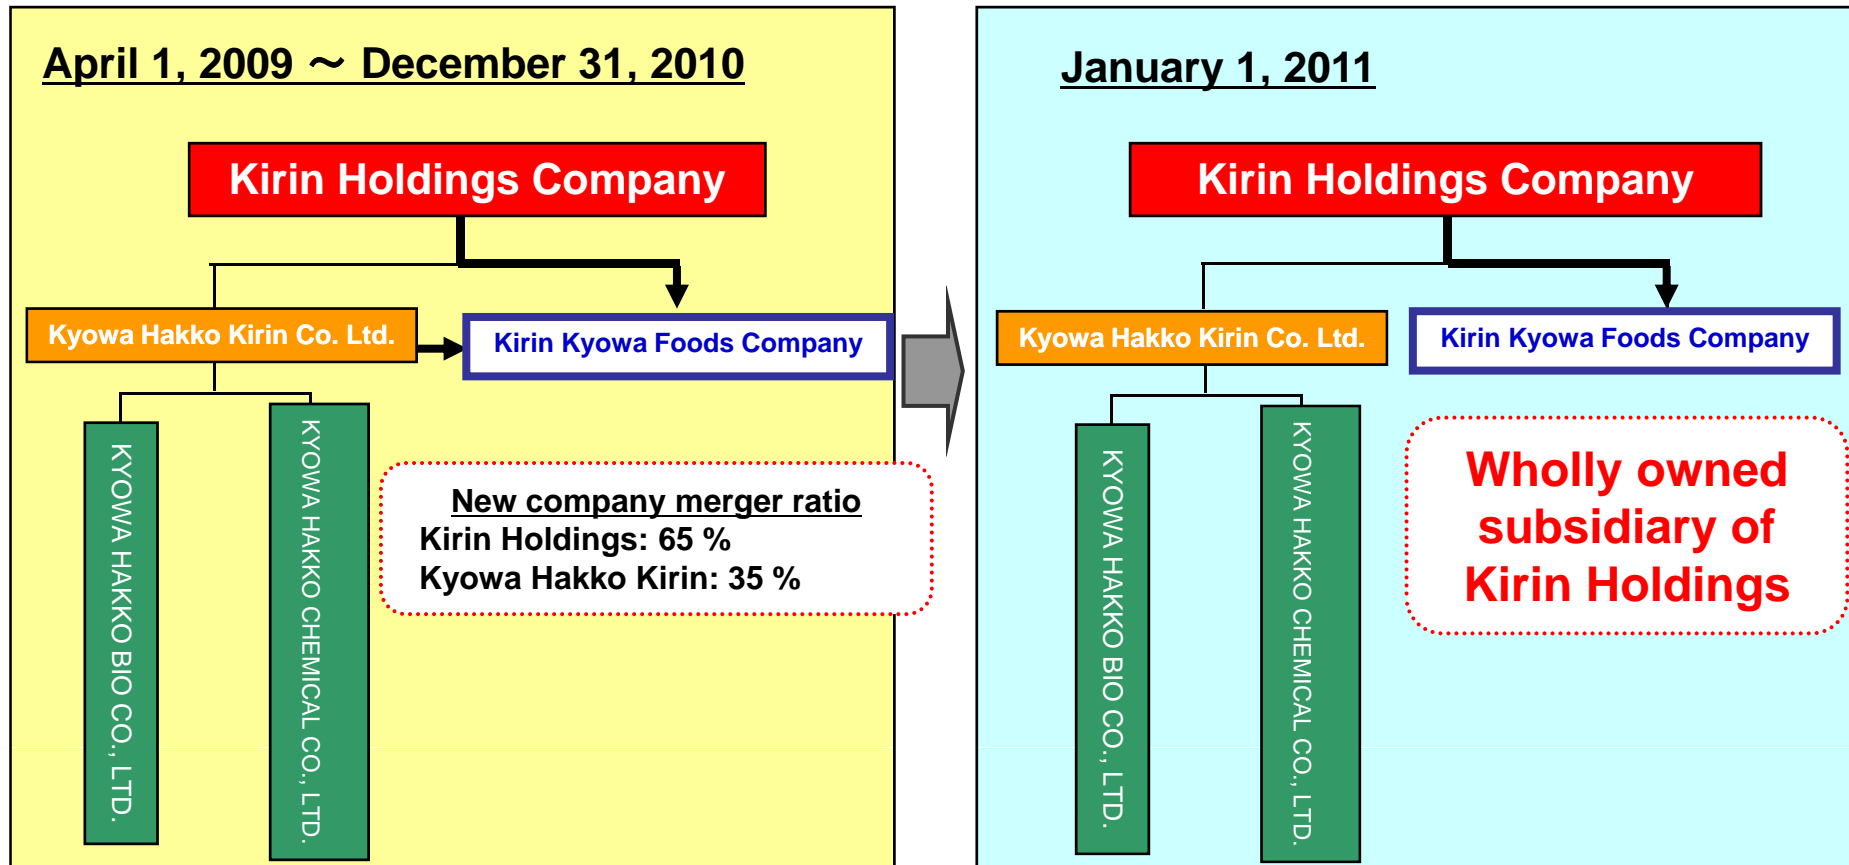 April 1, 2009 ~ December 31, 2010
Kirin Holdings Company
Kyowa Hakko Kirin Co. Ltd.
Kirin Kyowa Foods Company
KYOWA HAKKO BIO CO., LTD.
KYOWA HAKKO CHEMICAL CO., LTD.
New company merger ratio
Kirin Holdings: 65 %
Kyowa Hakko Kirin: 35 %
January 1, 2011
Kirin Holdings Company
Kyowa Hakko Kirin Co. Ltd.
Kirin Kyowa Foods Company
KYOWA HAKKO BIO CO., LTD.
KYOWA HAKKO CHEMICAL CO., LTD.
Wholly owned
subsidiary of
Kirin Holdings